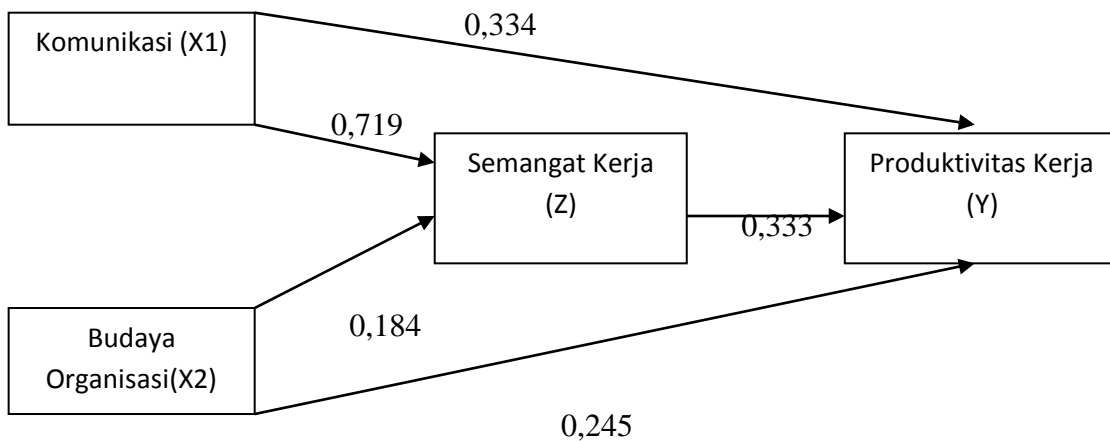 0,334
Komunikasi (X1)
0,719
Semangat Kerja
(Z)
Produktivitas Kerja
(Y)
0,333
0,184
Budaya
Organisasi(X2)
0,245